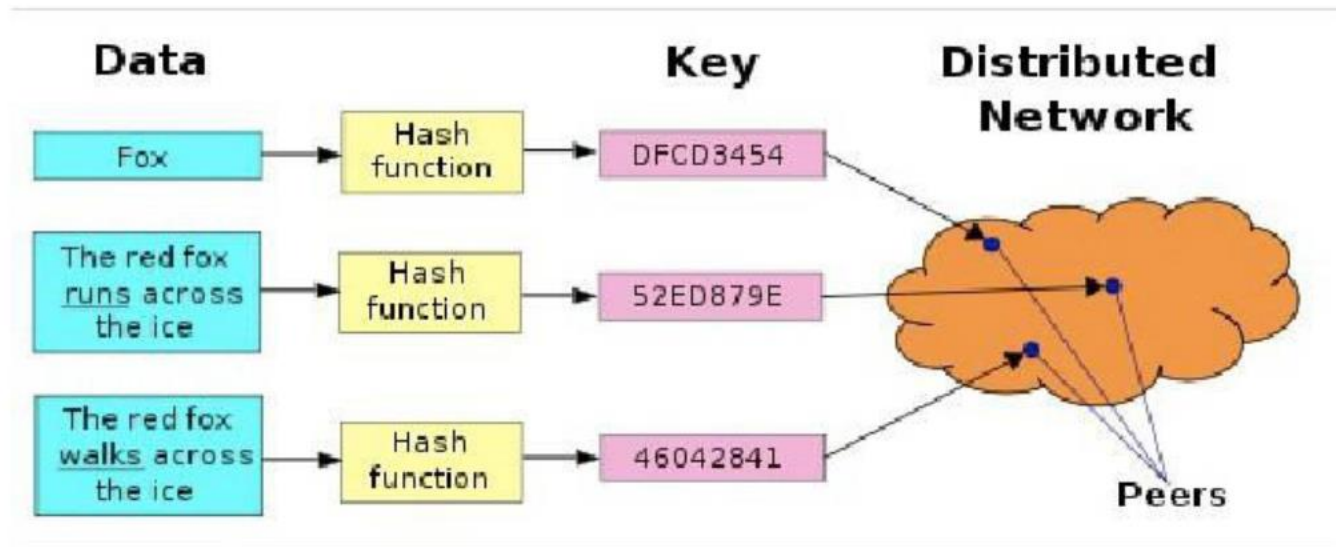 Data
Key
Distributed
Network
Fox
Hash
function
DFCD3454
The red fox
runs across
the ice
Hash
function
52ED879E
The red fox
walks across
the ice
Hash
function
46042841
Peers